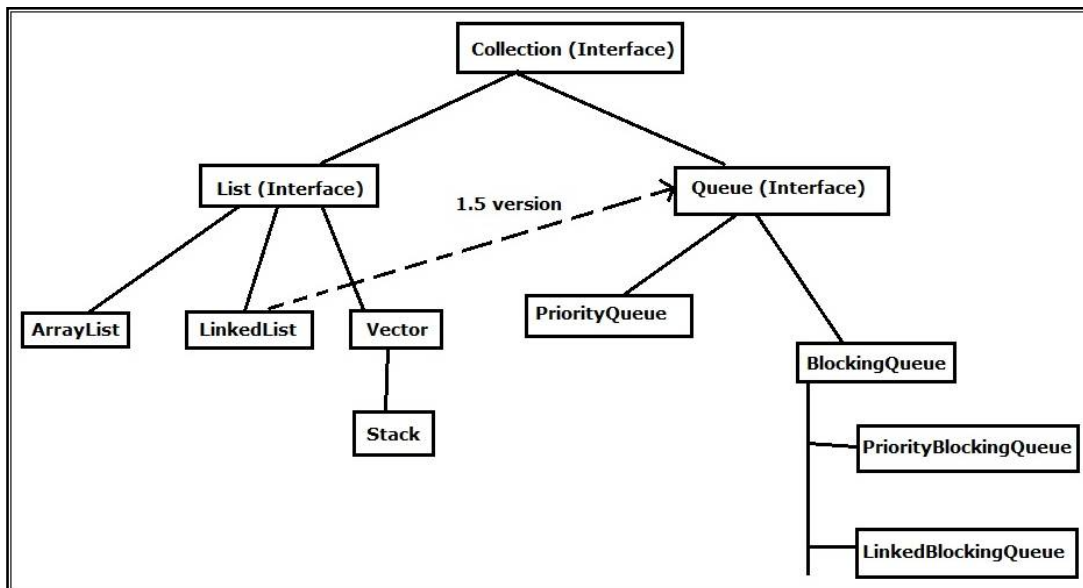 Collection (Interface)
List (Interface)
Queue (Interface)
1.5 version
ArrayList
LinkedList
Vector
PriorityQueue
BlockingQueue
Stack
PriorityBlockingQueue
LinkedBlockingQueue